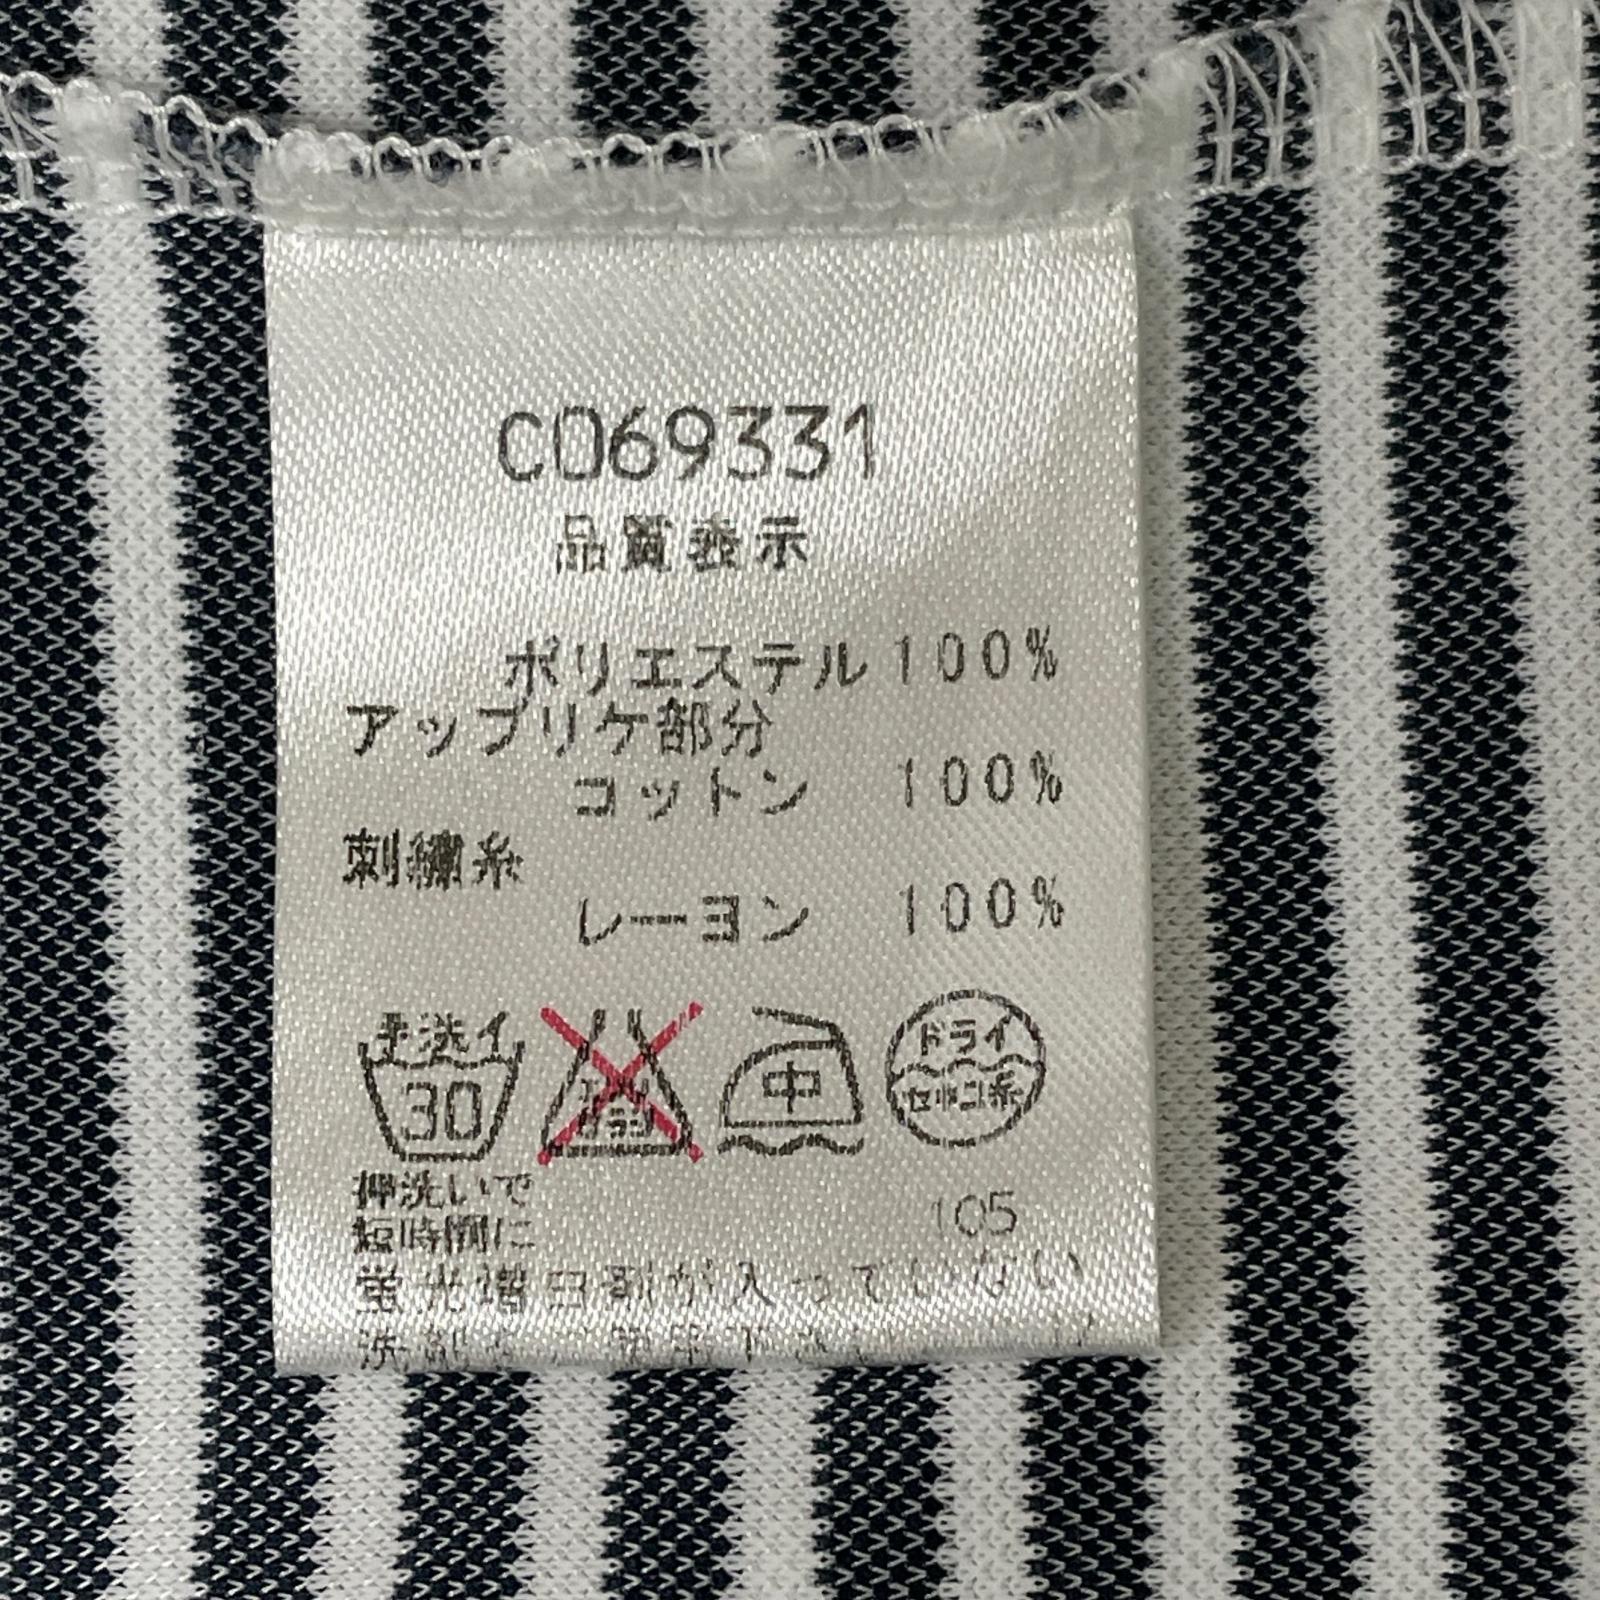 C069331
品質表示
ポリエステル100%
アップリケ部分
コットン 100%
刺繍糸
レーヨン 100%
手洗イ
30
中
ドライ
セキユ系
押洗いで
短時間に
105
蛍光増白剤が入っていない